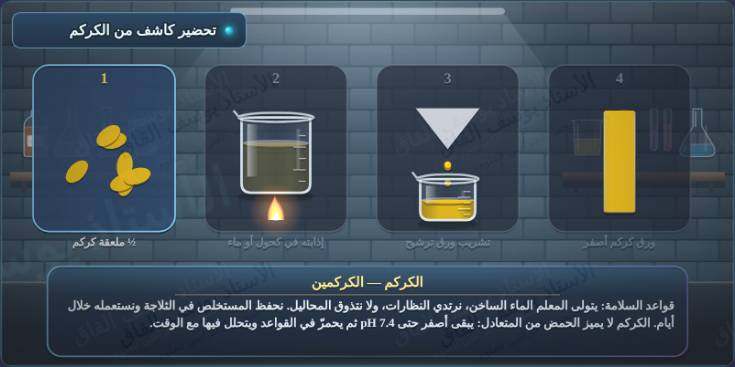 تحضير كاشف من الكركم
1
2
3
4
½ ملعقة كركم
إذابته في كحول أو ماء
تشريب ورق ترشيح
ورق كركم أصفر
الكركم — الكركمين
قواعد السلامة: يتولى المعلم الماء الساخن، نرتدي النظارات، ولا نتذوق المحاليل. نحفظ المستخلص في الثلاجة ونستعمله خلال
أيام. الكركم لا يميز الحمض من المتعادل: يبقى أصفر حتى pH 7.4 ثم يحمرّ في القواعد ويتحلل فيها مع الوقت.